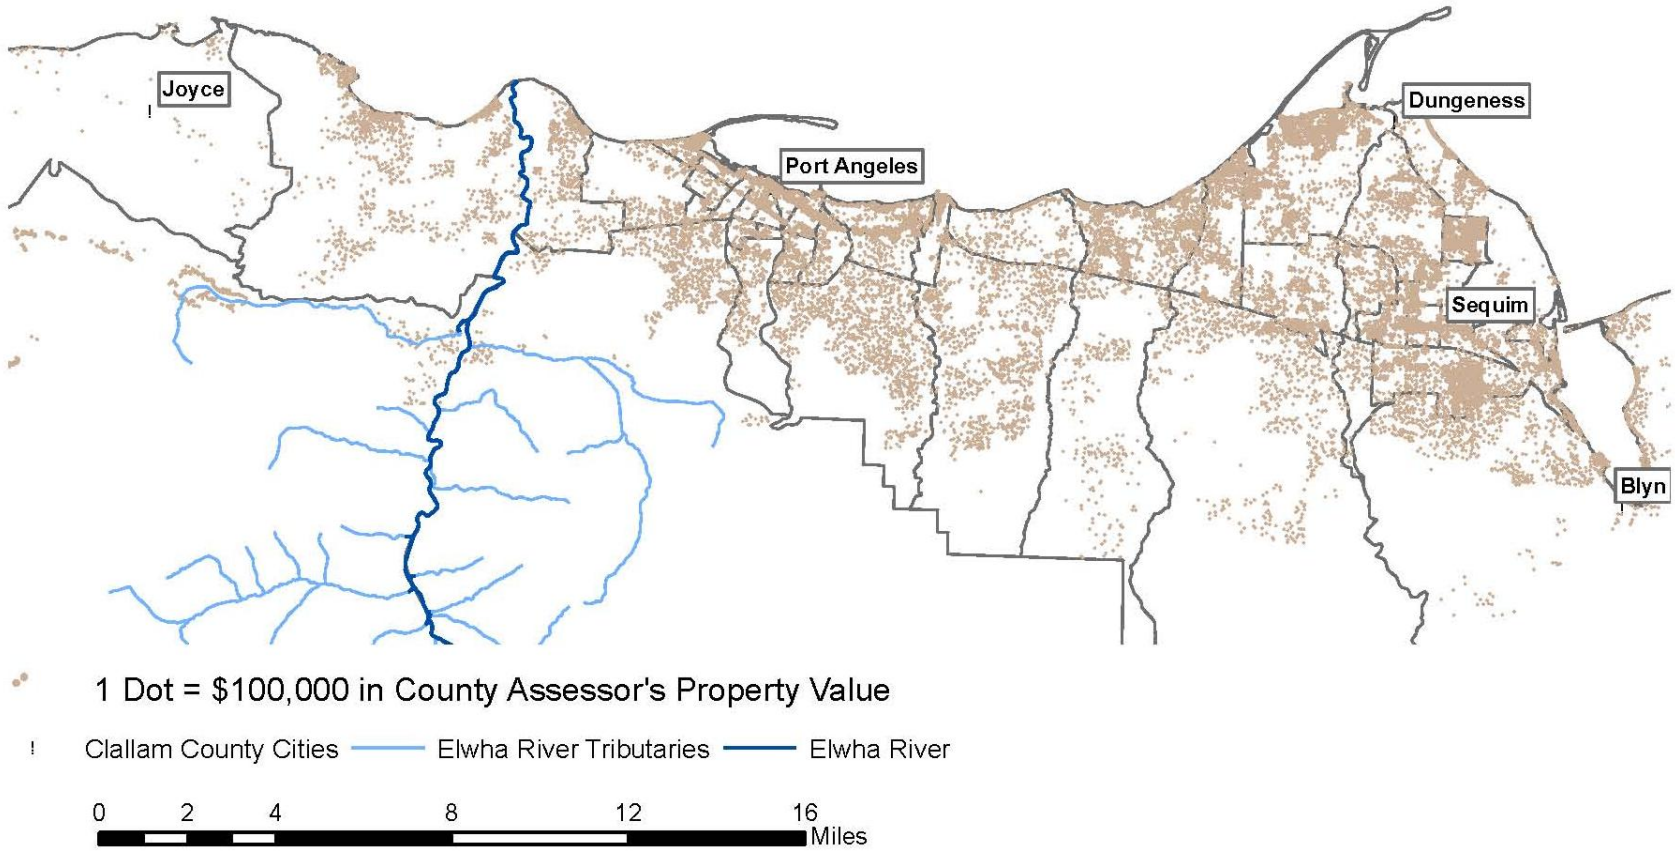 Joyce
Dungeness
Port Angeles
Sequim
Blyn
1 Dot = $100,000 in County Assessor's Property Value
! Clallam County Cities Elwha River Tributaries Elwha River
0 2 4 8 12 16
Miles